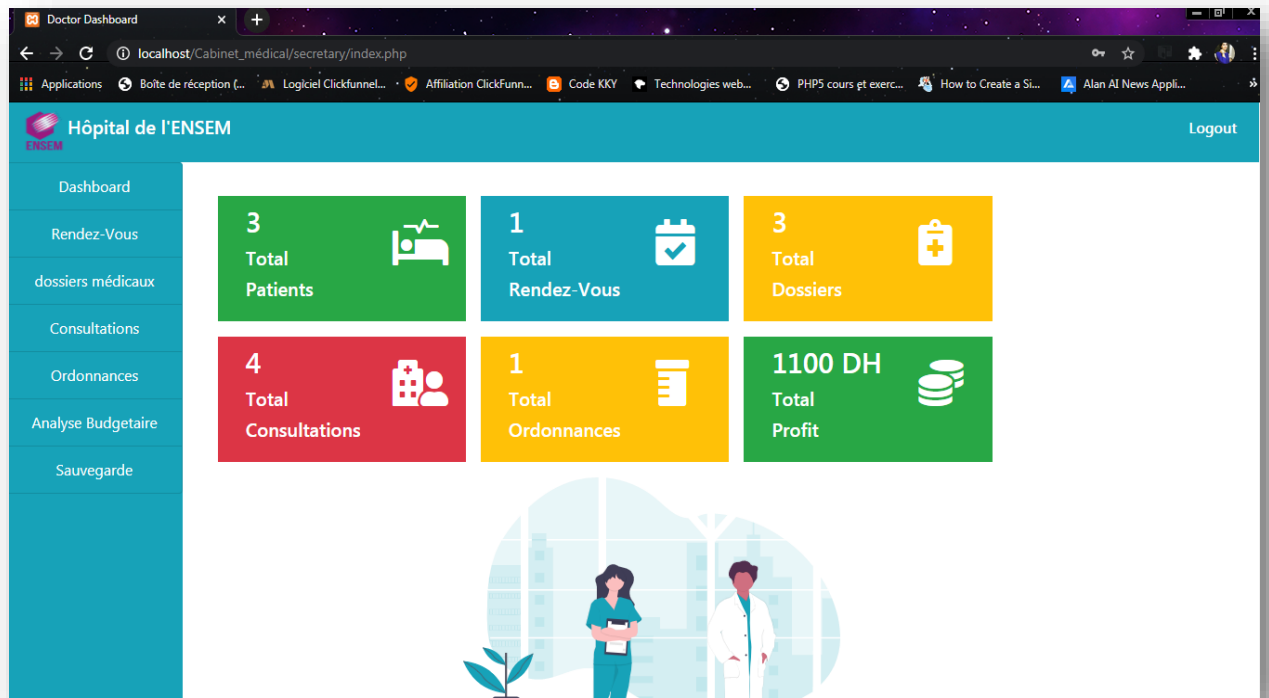 Doctor Dashboard
localhost/Cabinet_médical/secretary/index.php
Applications Boîte de réception (... Logiciel Clickfunnel... Affiliation ClickFunn... Code KKY Technologies web... PHP5 cours et exerc... How to Create a Si... Alan AI News Appli...
ENSEM
Hôpital de l'ENSEM
Logout
Dashboard
Rendez-Vous
dossiers médicaux
Consultations
Ordonnances
Analyse Budgetaire
Sauvegarde
3
Total
Patients
1
Total
Rendez-Vous
3
Total
Dossiers
4
Total
Consultations
1
Total
Ordonnances
1100 DH
Total
Profit